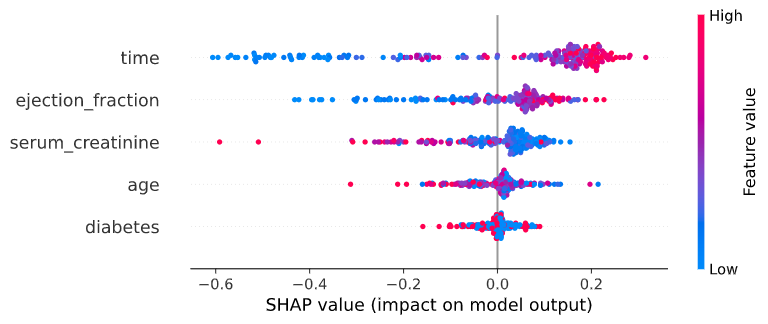 High
time
ejection_fraction
serum_creatinine
age
diabetes
Feature value
Low
−0.6 −0.4 −0.2 0.0 0.2
SHAP value (impact on model output)